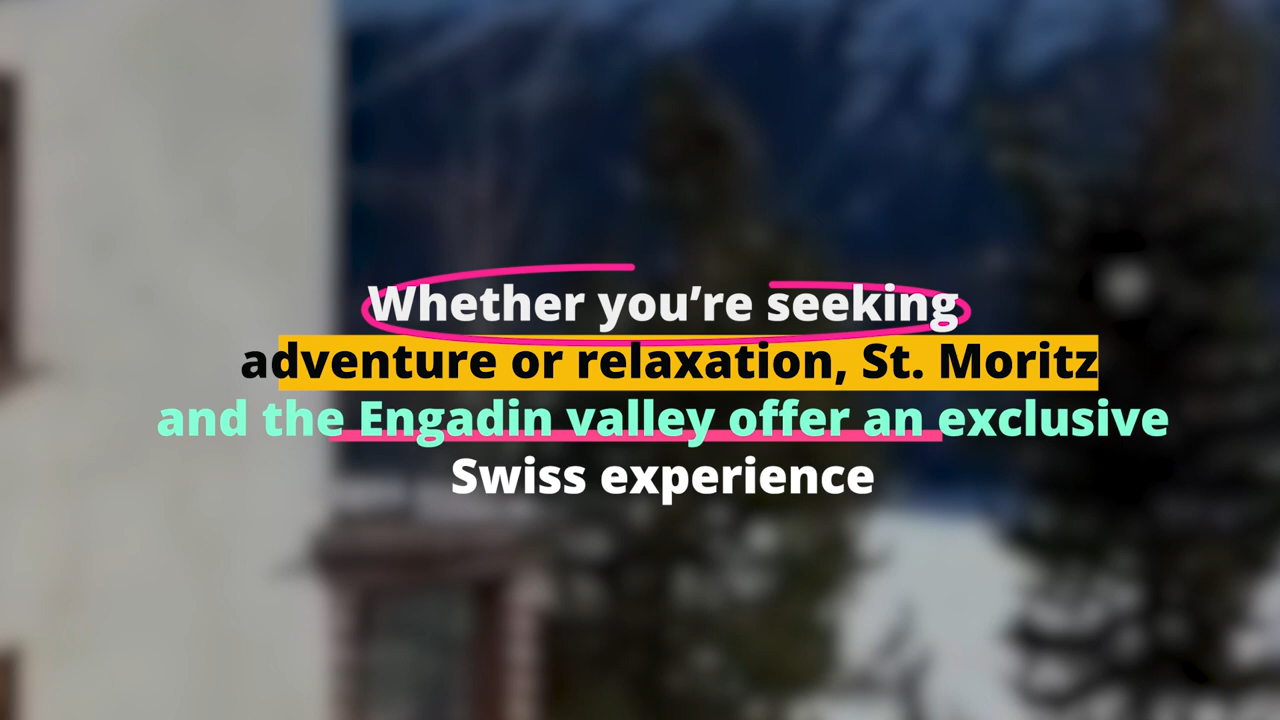 Whether you’re seeking
adventure or relaxation, St. Moritz
and the Engadin valley offer an exclusive
Swiss experience